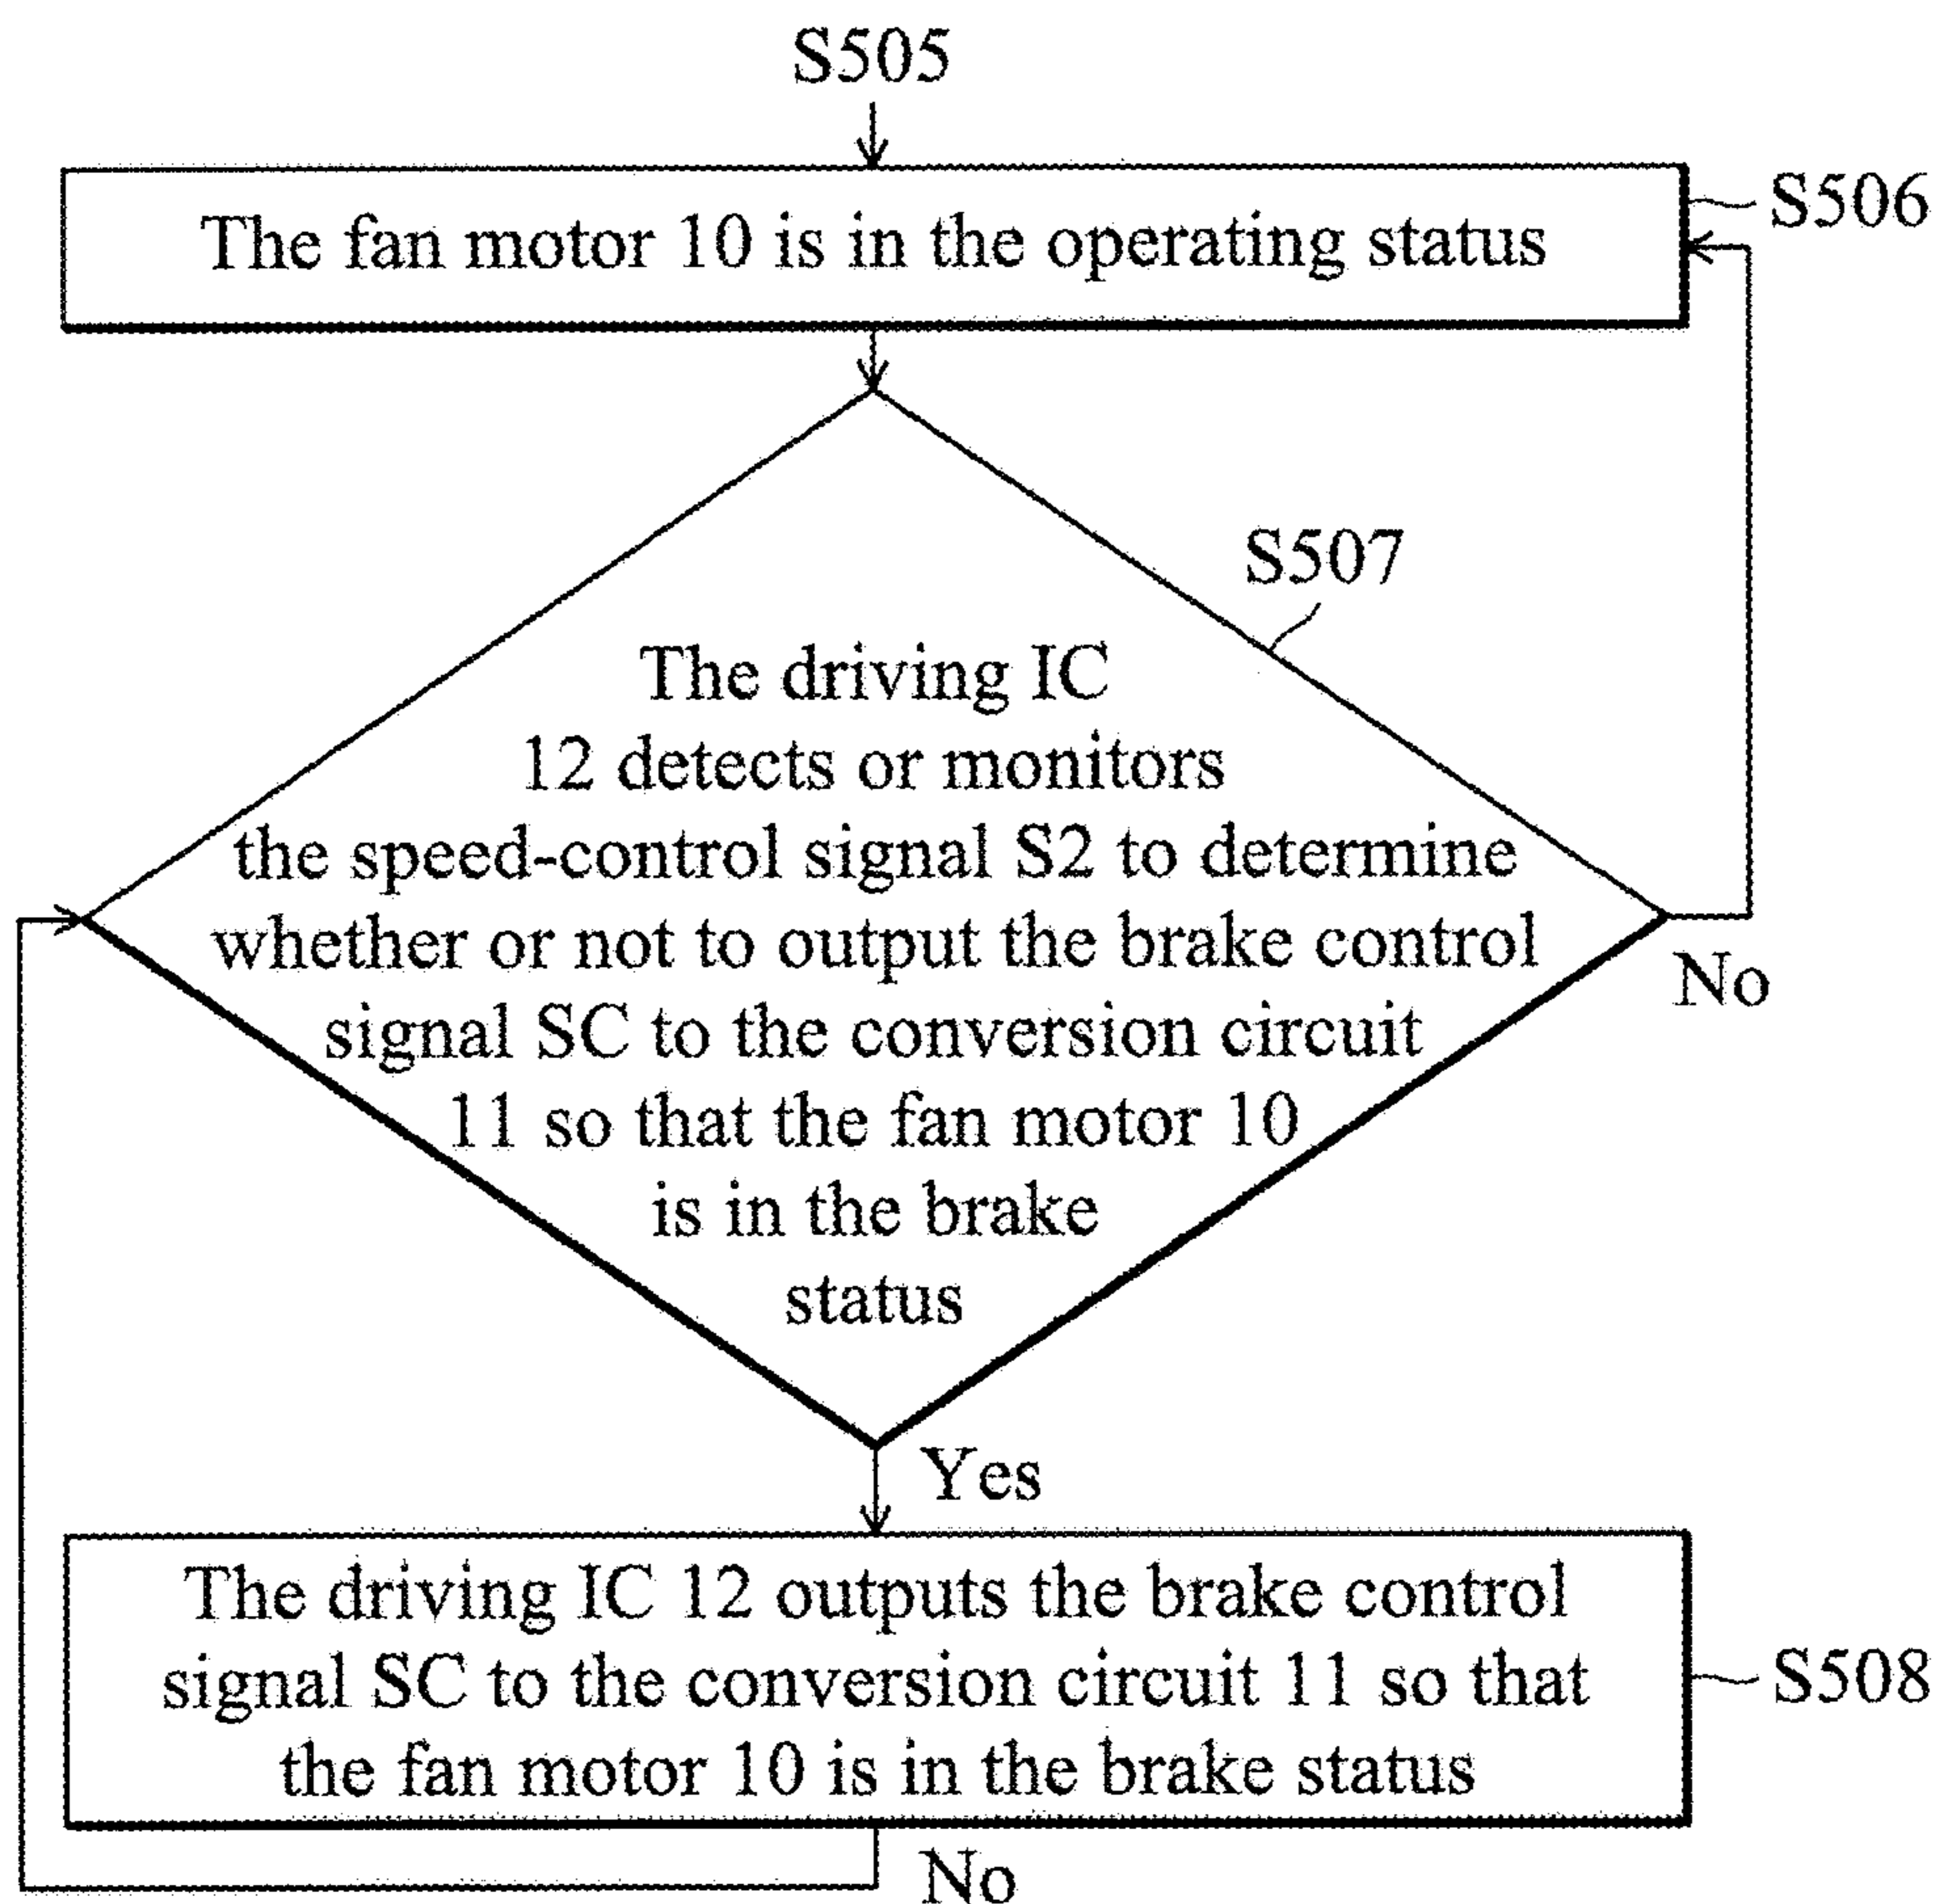 S505
The fan motor 10 is in the operating status
S506
S507
The driving IC
12 detects or monitors
the speed-control signal S2 to determine
whether or not to output the brake control
signal SC to the conversion circuit
11 so that the fan motor 10
is in the brake
status
No
Yes
The driving IC 12 outputs the brake control
signal SC to the conversion circuit 11 so that
the fan motor 10 is in the brake status
S508
No